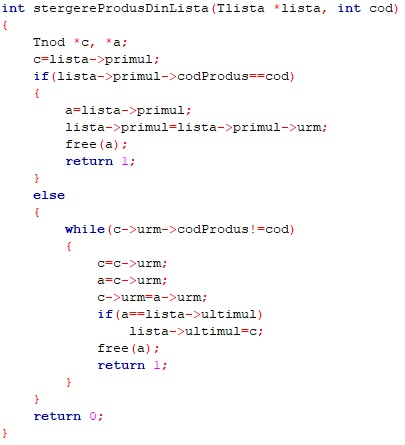 int stergereProdusDinLista(Tlista *lista, int cod)
{
    Tnod *c, *a;
    c=lista->primul;
    if(lista->primul->codProdus==cod)
    {
        a=lista->primul;
        lista->primul=lista->primul->urm;
        free(a);
        return 1;
    }
    else
    {
        while(c->urm->codProdus!=cod)
        {
            c=c->urm;
            a=c->urm;
            c->urm=a->urm;
            if(a==lista->ultimul)
                lista->ultimul=c;
            free(a);
            return 1;
        }
    }
    return 0;
}